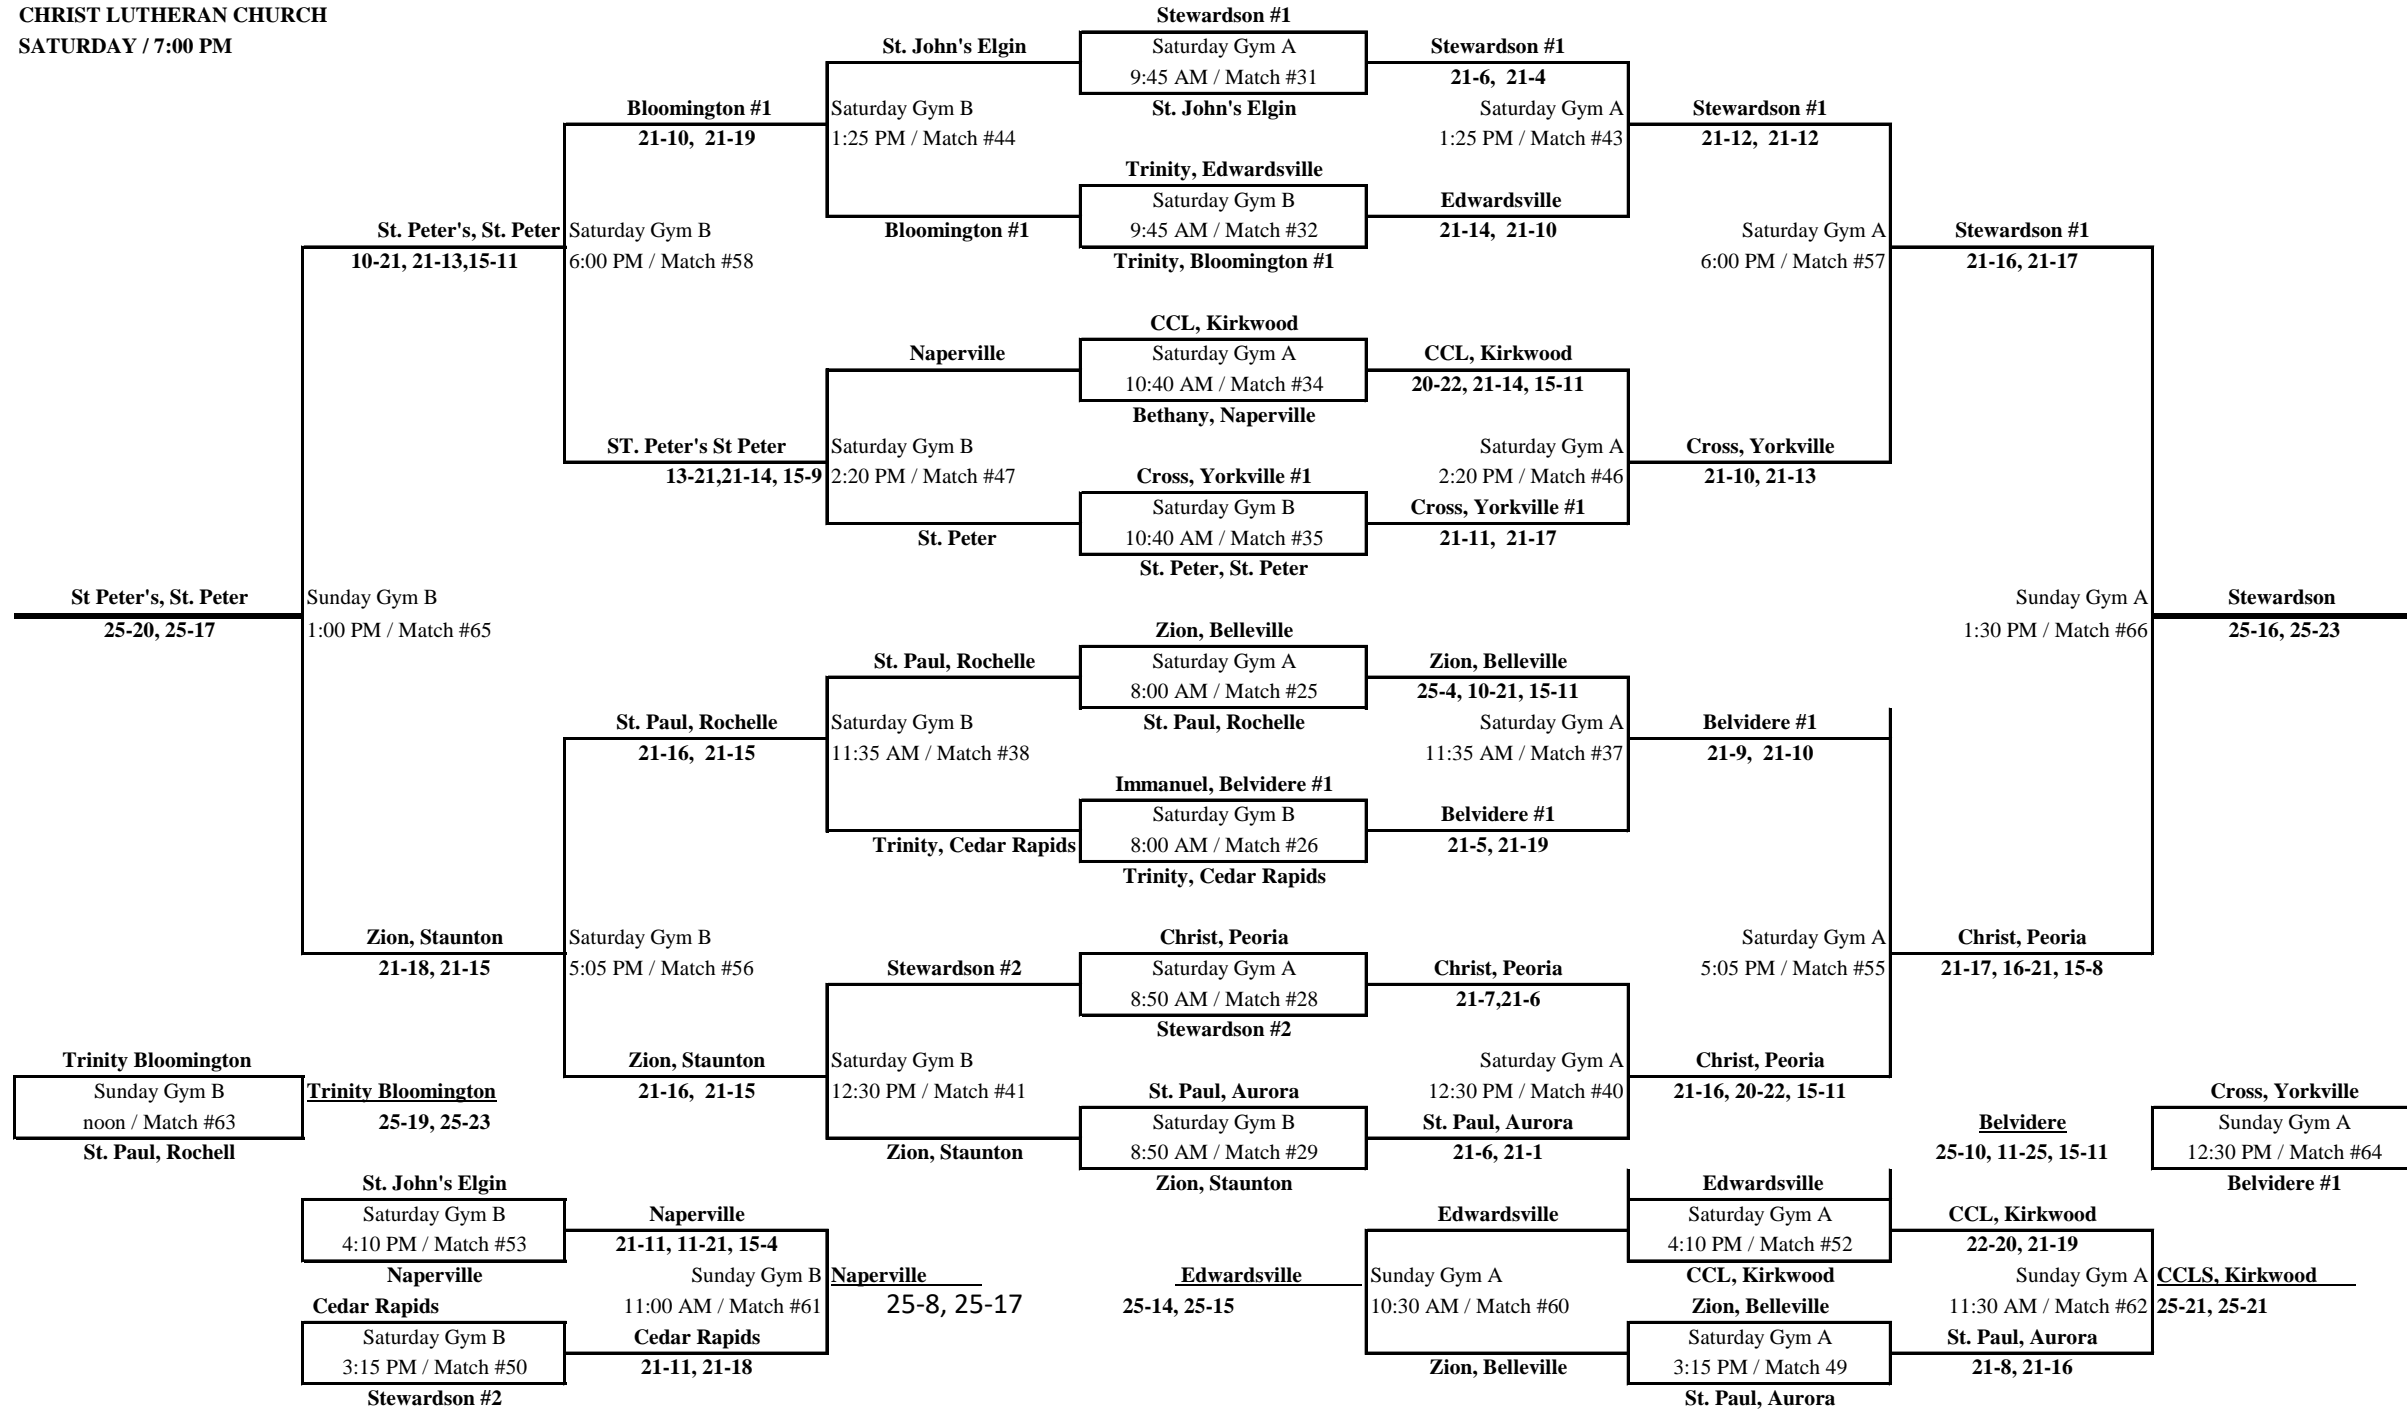 CHRIST LUTHERAN CHURCH
SATURDAY / 7:00 PM
Stewardson #1
St. John's Elgin
Saturday Gym A
Stewardson #1
9:45 AM / Match #31
21-6, 21-4
Bloomington #1
Saturday Gym B
St. John's Elgin
Saturday Gym A
Stewardson #1
21-10, 21-19
1:25 PM / Match #44
1:25 PM / Match #43
21-12, 21-12
Trinity, Edwardsville
Saturday Gym B
Edwardsville
St. Peter's, St. Peter
Saturday Gym B
Bloomington #1
9:45 AM / Match #32
21-14, 21-10
Saturday Gym A
Stewardson #1
10-21, 21-13,15-11
6:00 PM / Match #58
Trinity, Bloomington #1
6:00 PM / Match #57
21-16, 21-17
CCL, Kirkwood
Naperville
Saturday Gym A
CCL, Kirkwood
10:40 AM / Match #34
20-22, 21-14, 15-11
Bethany, Naperville
ST. Peter's St Peter
Saturday Gym B
Saturday Gym A
Cross, Yorkville
13-21,21-14, 15-9
2:20 PM / Match #47
Cross, Yorkville #1
2:20 PM / Match #46
21-10, 21-13
Saturday Gym B
Cross, Yorkville #1
St. Peter
10:40 AM / Match #35
21-11, 21-17
St. Peter, St. Peter
St Peter's, St. Peter
Sunday Gym B
Sunday Gym A
Stewardson
25-20, 25-17
1:00 PM / Match #65
Zion, Belleville
1:30 PM / Match #66
25-16, 25-23
St. Paul, Rochelle
Saturday Gym A
Zion, Belleville
8:00 AM / Match #25
25-4, 10-21, 15-11
St. Paul, Rochelle
Saturday Gym B
St. Paul, Rochelle
Saturday Gym A
Belvidere #1
21-16, 21-15
11:35 AM / Match #38
11:35 AM / Match #37
21-9, 21-10
Immanuel, Belvidere #1
Saturday Gym B
Belvidere #1
Trinity, Cedar Rapids
8:00 AM / Match #26
21-5, 21-19
Trinity, Cedar Rapids
Zion, Staunton
Saturday Gym B
Christ, Peoria
Saturday Gym A
Christ, Peoria
21-18, 21-15
5:05 PM / Match #56
Stewardson #2
Saturday Gym A
Christ, Peoria
5:05 PM / Match #55
21-17, 16-21, 15-8
8:50 AM / Match #28
21-7,21-6
Stewardson #2
Trinity Bloomington
Zion, Staunton
Saturday Gym B
Saturday Gym A
Christ, Peoria
Sunday Gym B
Trinity Bloomington
21-16, 21-15
12:30 PM / Match #41
St. Paul, Aurora
12:30 PM / Match #40
21-16, 20-22, 15-11
Cross, Yorkville
noon / Match #63
25-19, 25-23
Saturday Gym B
St. Paul, Aurora
Belvidere
Sunday Gym A
St. Paul, Rochell
Zion, Staunton
8:50 AM / Match #29
21-6, 21-1
25-10, 11-25, 15-11
12:30 PM / Match #64
St. John's Elgin
Zion, Staunton
Edwardsville
Belvidere #1
Saturday Gym B
Naperville
Edwardsville
Saturday Gym A
CCL, Kirkwood
4:10 PM / Match #53
21-11, 11-21, 15-4
4:10 PM / Match #52
22-20, 21-19
Naperville
Sunday Gym B
Naperville
Edwardsville
Sunday Gym A
CCL, Kirkwood
Sunday Gym A
CCLS, Kirkwood
Cedar Rapids
11:00 AM / Match #61
25-8, 25-17
25-14, 25-15
10:30 AM / Match #60
Zion, Belleville
11:30 AM / Match #62
25-21, 25-21
Saturday Gym B
Cedar Rapids
Saturday Gym A
St. Paul, Aurora
3:15 PM / Match #50
21-11, 21-18
Zion, Belleville
3:15 PM / Match 49
21-8, 21-16
Stewardson #2
St. Paul, Aurora